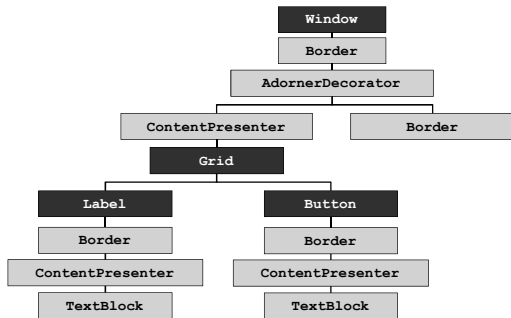 Window
Border
AdornerDecorator
ContentPresenter
Border
Grid
Label
Button
Border
Border
ContentPresenter
ContentPresenter
TextBlock
TextBlock